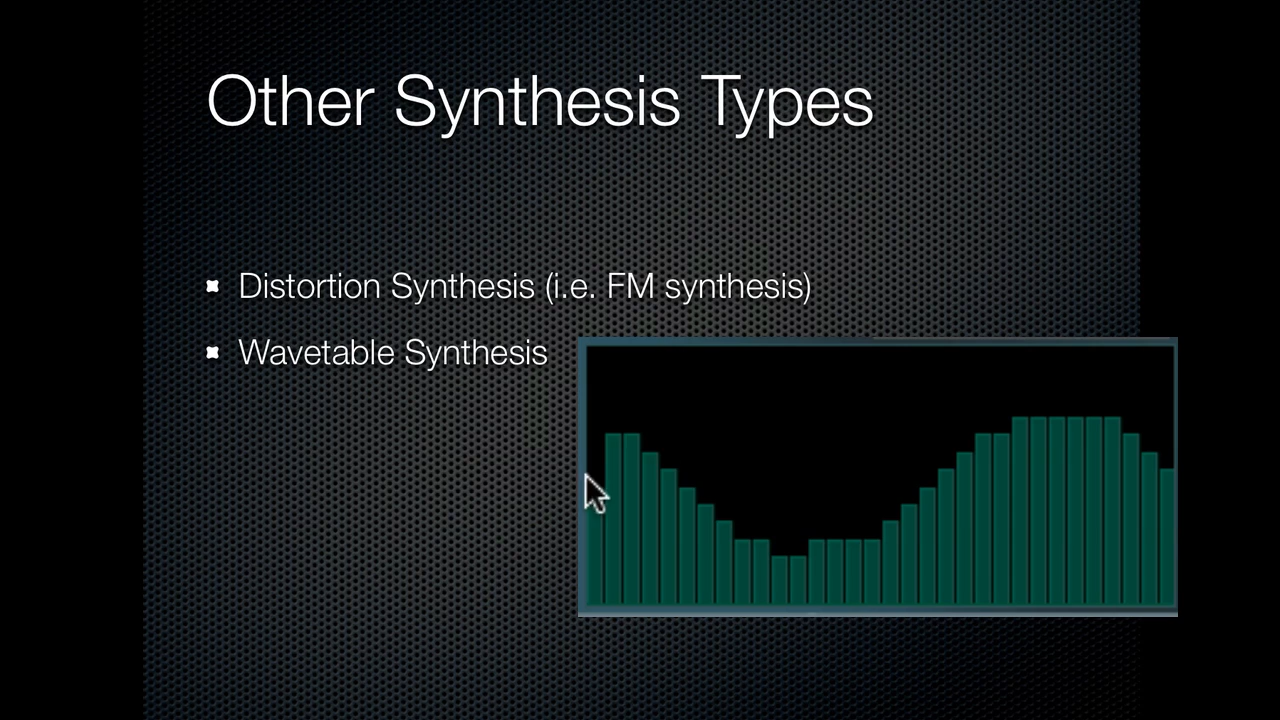 Other Synthesis Types
Distortion Synthesis (i.e. FM synthesis)
Wavetable Synthesis